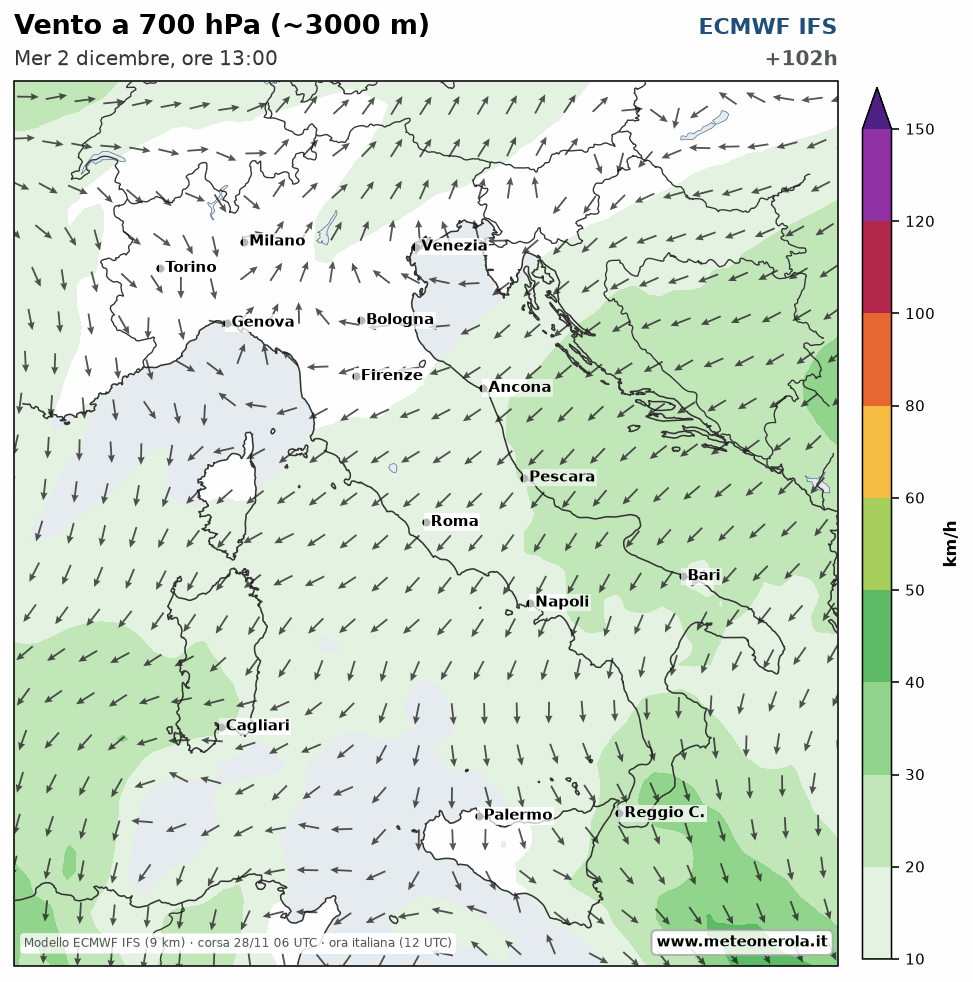 Vento a 700 hPa (~3000 m)
ECMWF IFS
Mer 2 dicembre, ore 13:00
+102h
150
120
100
80
60
50
40
30
20
10
km/h
Milano
Venezia
Torino
Genova
Bologna
Firenze
Ancona
Pescara
Roma
Bari
Napoli
Cagliari
Palermo
Reggio C.
Modello ECMWF IFS (9 km) · corsa 28/11 06 UTC · ora italiana (12 UTC)
www.meteonerola.it